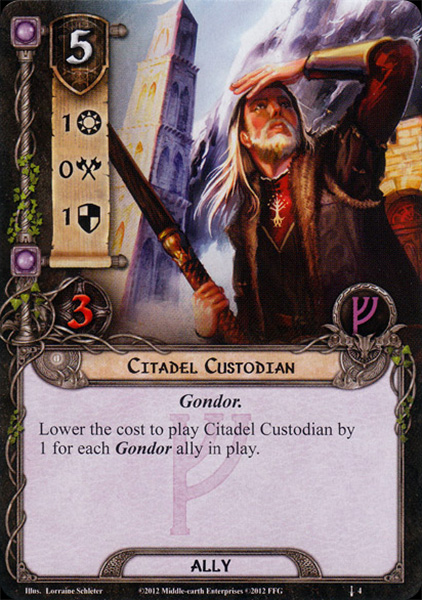 5
1
0
1
3
CITADEL CUSTODIAN
Gondor.
Lower the cost to play Citadel Custodian by
1 for each Gondor ally in play.
ALLY
Illus. Lorraine Schleter ©2012 Middle-earth Enterprises ©2012 FFG 4